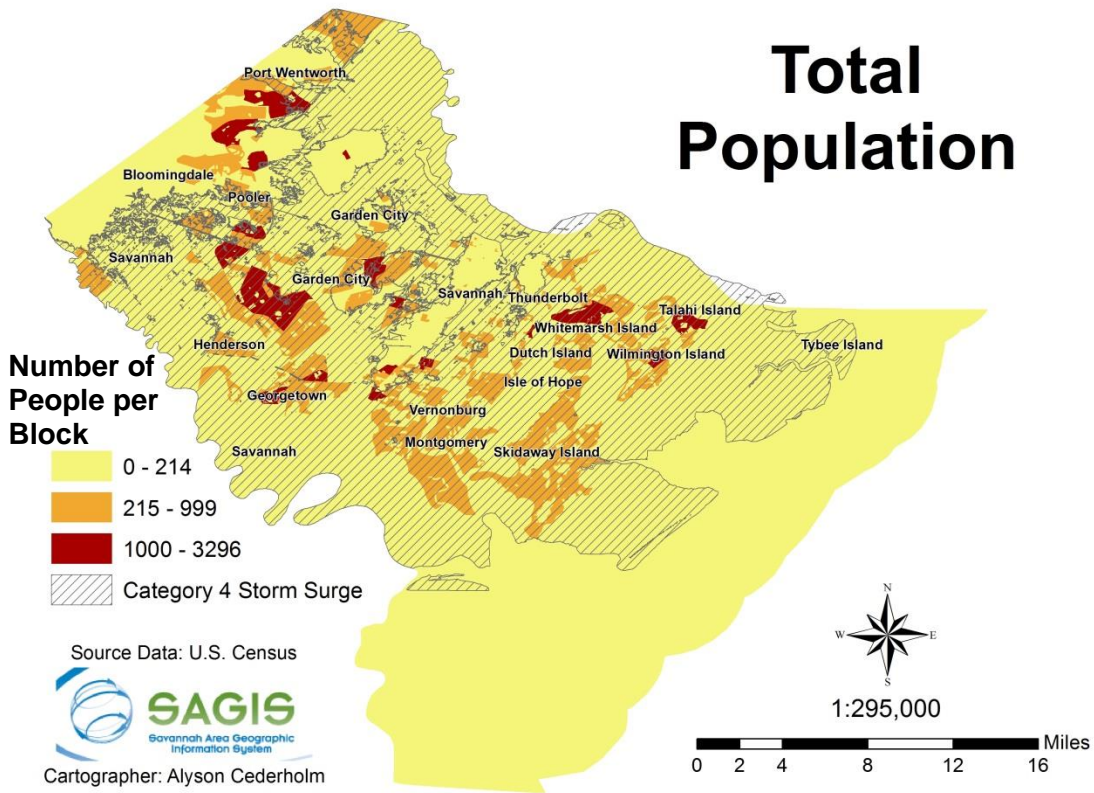 Total
Population
Port Wentworth
Bloomingdale
Pooler
Garden City
Savannah
Garden City
Savannah
Thunderbolt
Talahi Island
Whitemarsh Island
Tybee Island
Henderson
Dutch Island
Wilmington Island
Isle of Hope
Georgetown
Vernonburg
Montgomery
Savannah
Skidaway Island
Number of
People per
Block
0 - 214
215 - 999
1000 - 3296
Category 4 Storm Surge
Source Data: U.S. Census
SAGIS
Savannah Area Geographic
Information System
Cartographer: Alyson Cederholm
N
W
E
S
1:295,000
Miles
0 2 4 8 12 16